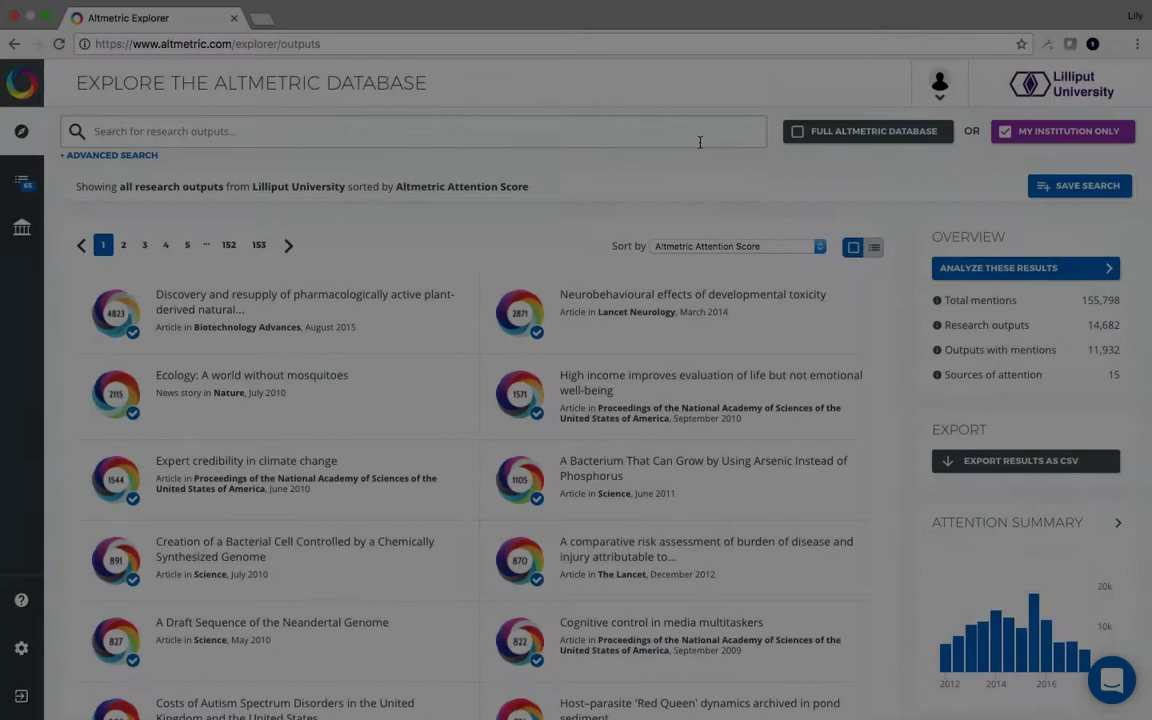 Altmetric Explorer
Lily
https://www.altmetric.com/explorer/outputs
EXPLORE THE ALTMETRIC DATABASE
Lilliput
University
Search for research outputs...
FULL ALTMETRIC DATABASE
OR
MY INSTITUTION ONLY
+ ADVANCED SEARCH
65
Showing all research outputs from Lilliput University sorted by Altmetric Attention Score
SAVE SEARCH
1 2 3 4 5 ... 152 153
Sort by Altmetric Attention Score
4823
Discovery and resupply of pharmacologically active plant-
derived natural...
Article in Biotechnology Advances, August 2015
2871
Neurobehavioural effects of developmental toxicity
Article in Lancet Neurology, March 2014
2115
Ecology: A world without mosquitoes
News story in Nature, July 2010
1571
High income improves evaluation of life but not emotional
well-being
Article in Proceedings of the National Academy of Sciences of the
United States of America, September 2010
1544
Expert credibility in climate change
Article in Proceedings of the National Academy of Sciences of the
United States of America, June 2010
1105
A Bacterium That Can Grow by Using Arsenic Instead of
Phosphorus
Article in Science, June 2011
891
Creation of a Bacterial Cell Controlled by a Chemically
Synthesized Genome
Article in Science, July 2010
870
A comparative risk assessment of burden of disease and
injury attributable to...
Article in The Lancet, December 2012
827
A Draft Sequence of the Neandertal Genome
Article in Science, May 2010
822
Cognitive control in media multitaskers
Article in Proceedings of the National Academy of Sciences of the
United States of America, September 2009
Costs of Autism Spectrum Disorders in the
United Kingdom and the United States
Host–parasite 'Red Queen' dynamics archived in pond
sediment
OVERVIEW
ANALYZE THESE RESULTS
Total mentions 155,798
Research outputs 14,682
Outputs with mentions 11,932
Sources of attention 15
EXPORT
EXPORT RESULTS AS CSV
ATTENTION SUMMARY
20k
10k
2012 2014 2016